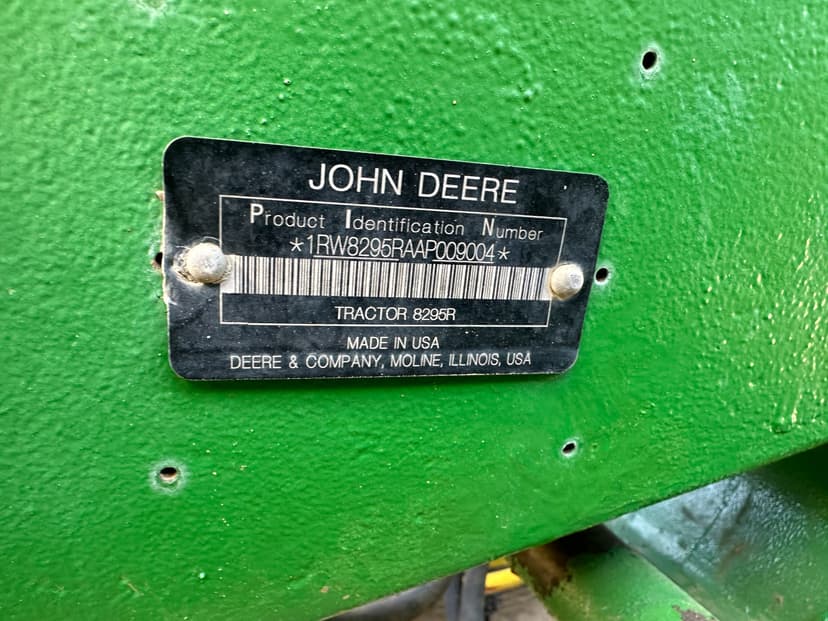 JOHN DEERE
Product Identification Number
*1RW8295RAAP009004*
TRACTOR 8295R
MADE IN USA
DEERE & COMPANY, MOLINE, ILLINOIS, USA